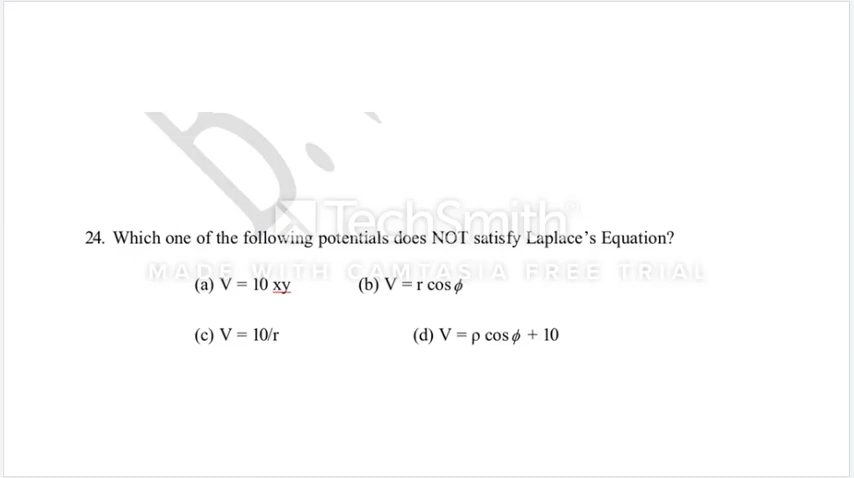 TechSmith
24. Which one of the following potentials does NOT satisfy Laplace's Equation?
MADE WITH CAMTASIA FREE TRIAL
(a) V = 10 xy (b) V = r cos ϕ
(c) V = 10/r (d) V = ρ cos ϕ + 10